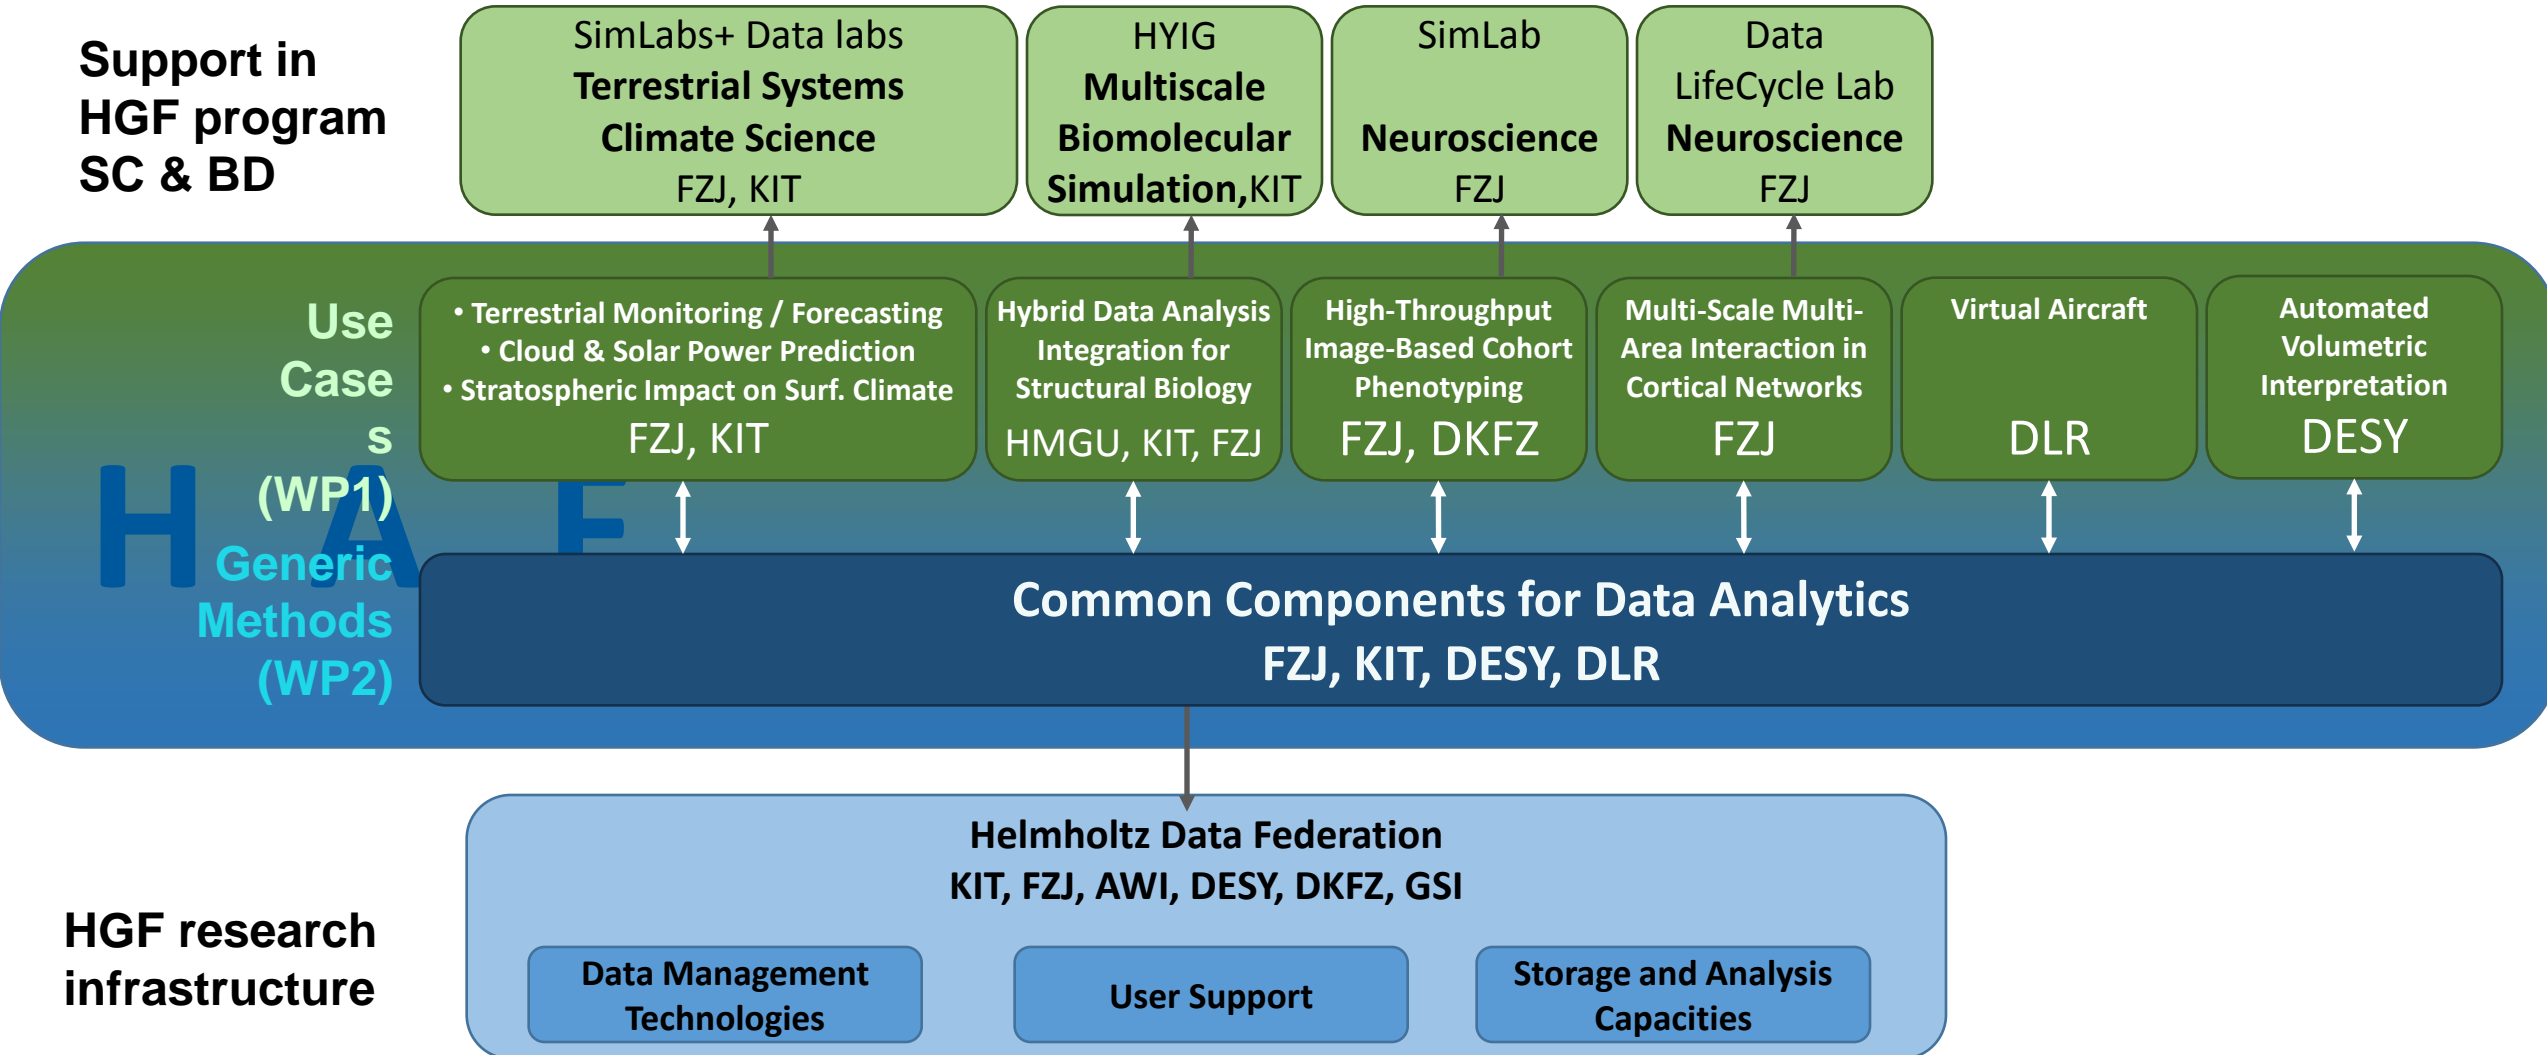 Support in
HGF program
SC & BD
SimLabs+ Data labs
Terrestrial Systems
Climate Science
FZJ, KIT
HYIG
Multiscale
Biomolecular
Simulation,KIT
SimLab
Neuroscience
FZJ
Data
LifeCycle Lab
Neuroscience
FZJ
Use
Case
s
(WP1)
• Terrestrial Monitoring / Forecasting
• Cloud & Solar Power Prediction
• Stratospheric Impact on Surf. Climate
FZJ, KIT
Hybrid Data Analysis
Integration for
Structural Biology
HMGU, KIT, FZJ
High-Throughput
Image-Based Cohort
Phenotyping
FZJ, DKFZ
Multi-Scale Multi-
Area Interaction in
Cortical Networks
FZJ
Virtual Aircraft
DLR
Automated
Volumetric
Interpretation
DESY
H A F
Generic
Methods
(WP2)
Common Components for Data Analytics
FZJ, KIT, DESY, DLR
Helmholtz Data Federation
KIT, FZJ, AWI, DESY, DKFZ, GSI
HGF research
infrastructure
Data Management
Technologies
User Support
Storage and Analysis
Capacities